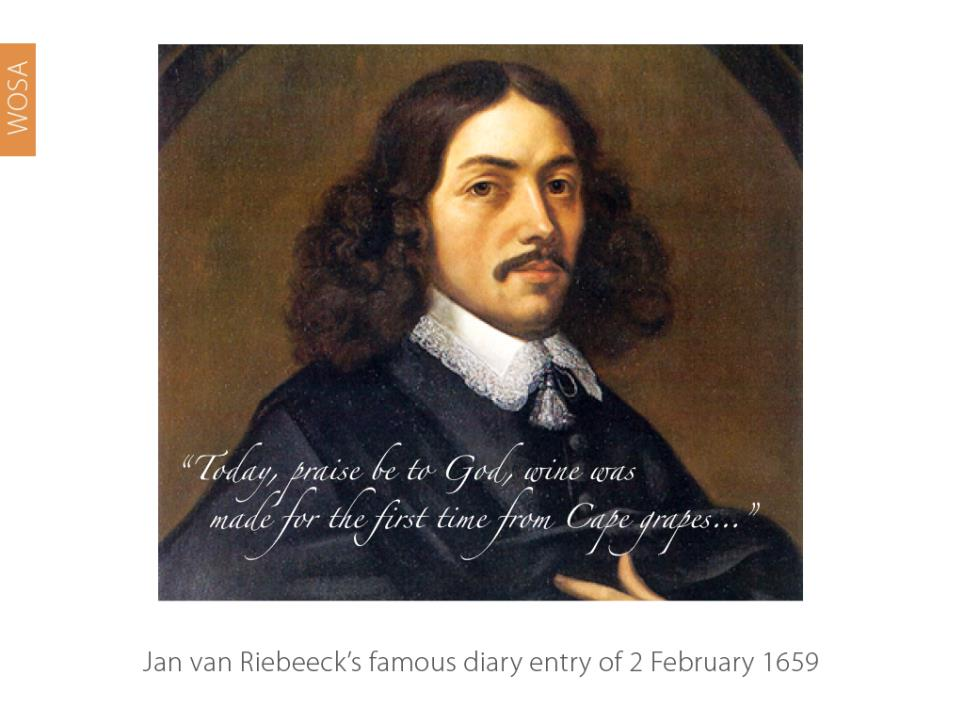 WOSA
“Today, praise be to God, wine was
made for the first time from Cape grapes...”
Jan van Riebeeck’s famous diary entry of 2 February 1659